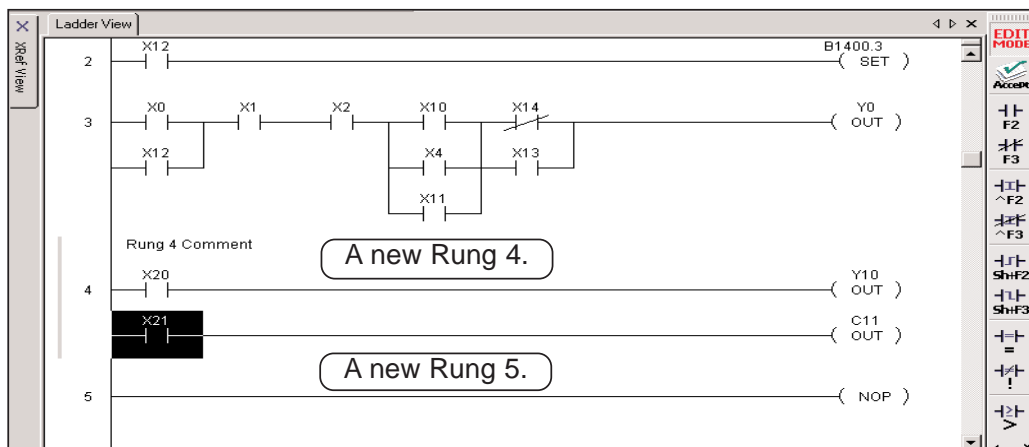 Ladder View
XRef View
X12
B1400.3
2
( SET )
X0 X1 X2 X10 X14
Y0
3
( OUT )
X12 X4 X13
X11
Rung 4 Comment
A new Rung 4.
X20
Y10
4
( OUT )
X21
C11
( OUT )
A new Rung 5.
5
( NOP )
EDIT
MODE
Accept
F2
F3
^F2
^F3
Sh+F2
Sh+F3
=
=
≠
!
≥
>